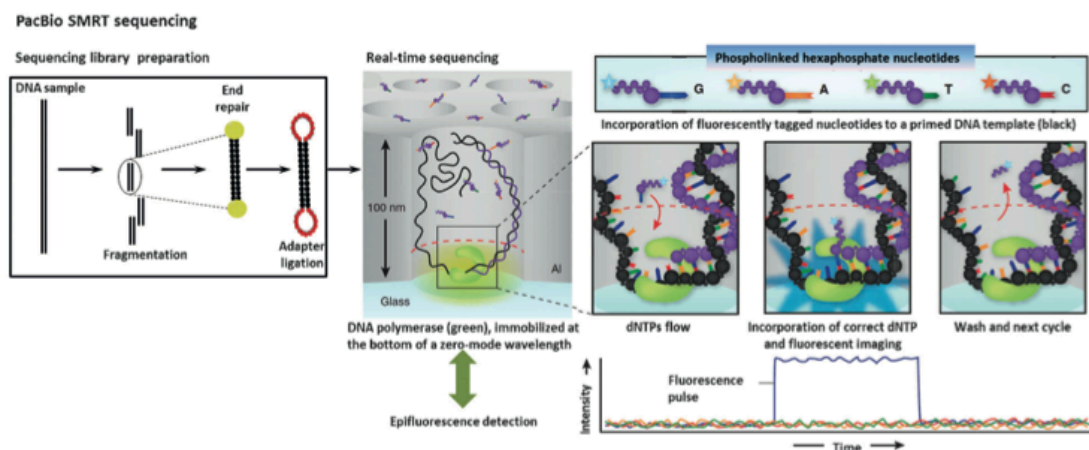 PacBio SMRT sequencing
Sequencing library preparation
DNA sample
End
repair
Fragmentation
Adapter
ligation
Real-time sequencing
100 nm
Al
Glass
DNA polymerase (green), immobilized at
the bottom of a zero-mode wavelength
Epifluorescence detection
Phospholinked hexaphosphate nucleotides
G
A
T
C
Incorporation of fluorescently tagged nucleotides to a primed DNA template (black)
dNTPs flow
Incorporation of correct dNTP
and fluorescent imaging
Wash and next cycle
Fluorescence
pulse
Intensity
Time